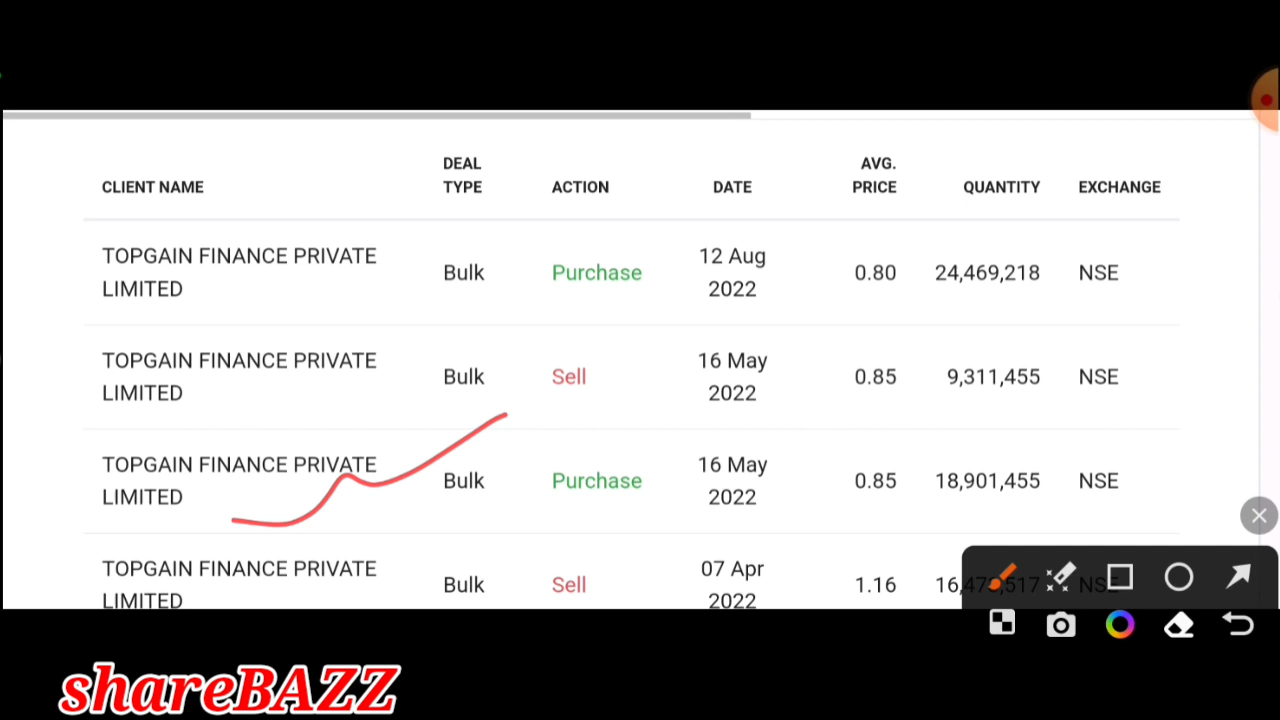 DEAL
AVG.
CLIENT NAME TYPE ACTION DATE PRICE QUANTITY EXCHANGE
TOPGAIN FINANCE PRIVATE 12 Aug
Bulk Purchase 0.80 24,469,218 NSE
LIMITED 2022
TOPGAIN FINANCE PRIVATE 16 May
Bulk Sell 0.85 9,311,455 NSE
LIMITED 2022
TOPGAIN FINANCE PRIVATE 16 May
Bulk Purchase 0.85 18,901,455 NSE
LIMITED 2022
TOPGAIN FINANCE PRIVATE 07 Apr
Bulk Sell 1.16 NSE
LIMITED 2022
shareBAZZ